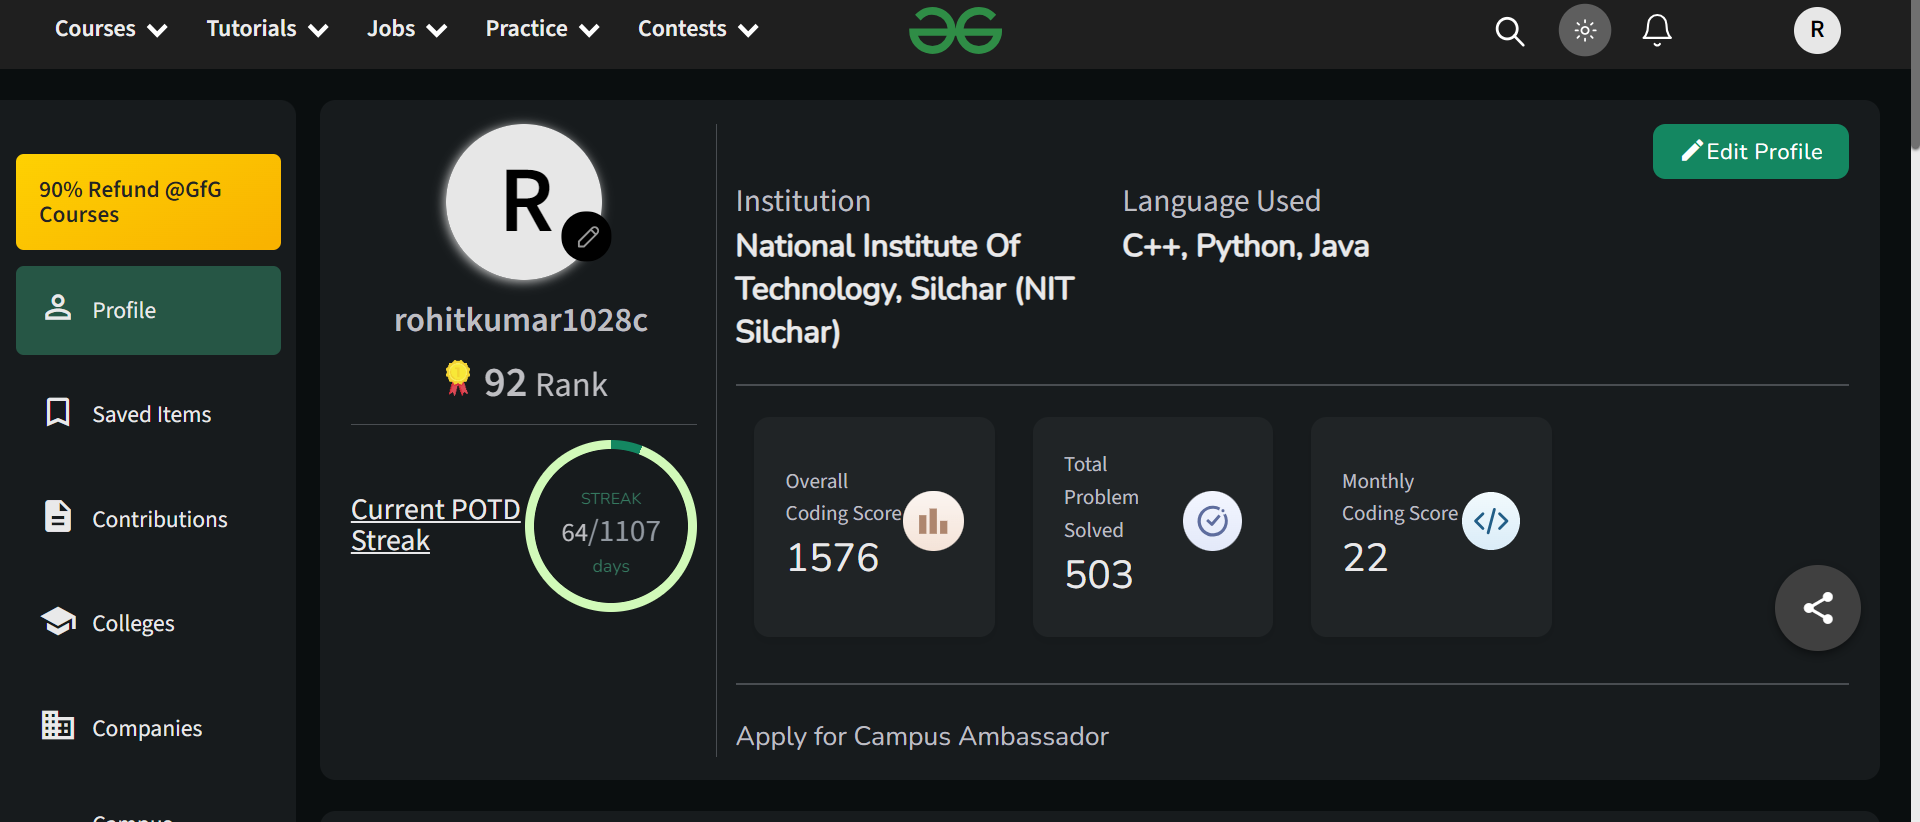 Courses
Tutorials
Jobs
Practice
Contests
R
90% Refund @GfG
Courses
Profile
Saved Items
Contributions
Colleges
Companies
R
rohitkumar1028c
92 Rank
Current POTD
Streak
STREAK
64/1107
days
Edit Profile
Institution
National Institute Of
Technology, Silchar (NIT
Silchar)
Language Used
C++, Python, Java
Overall
Coding Score
1576
Total
Problem
Solved
503
Monthly
Coding Score
22
Apply for Campus Ambassador